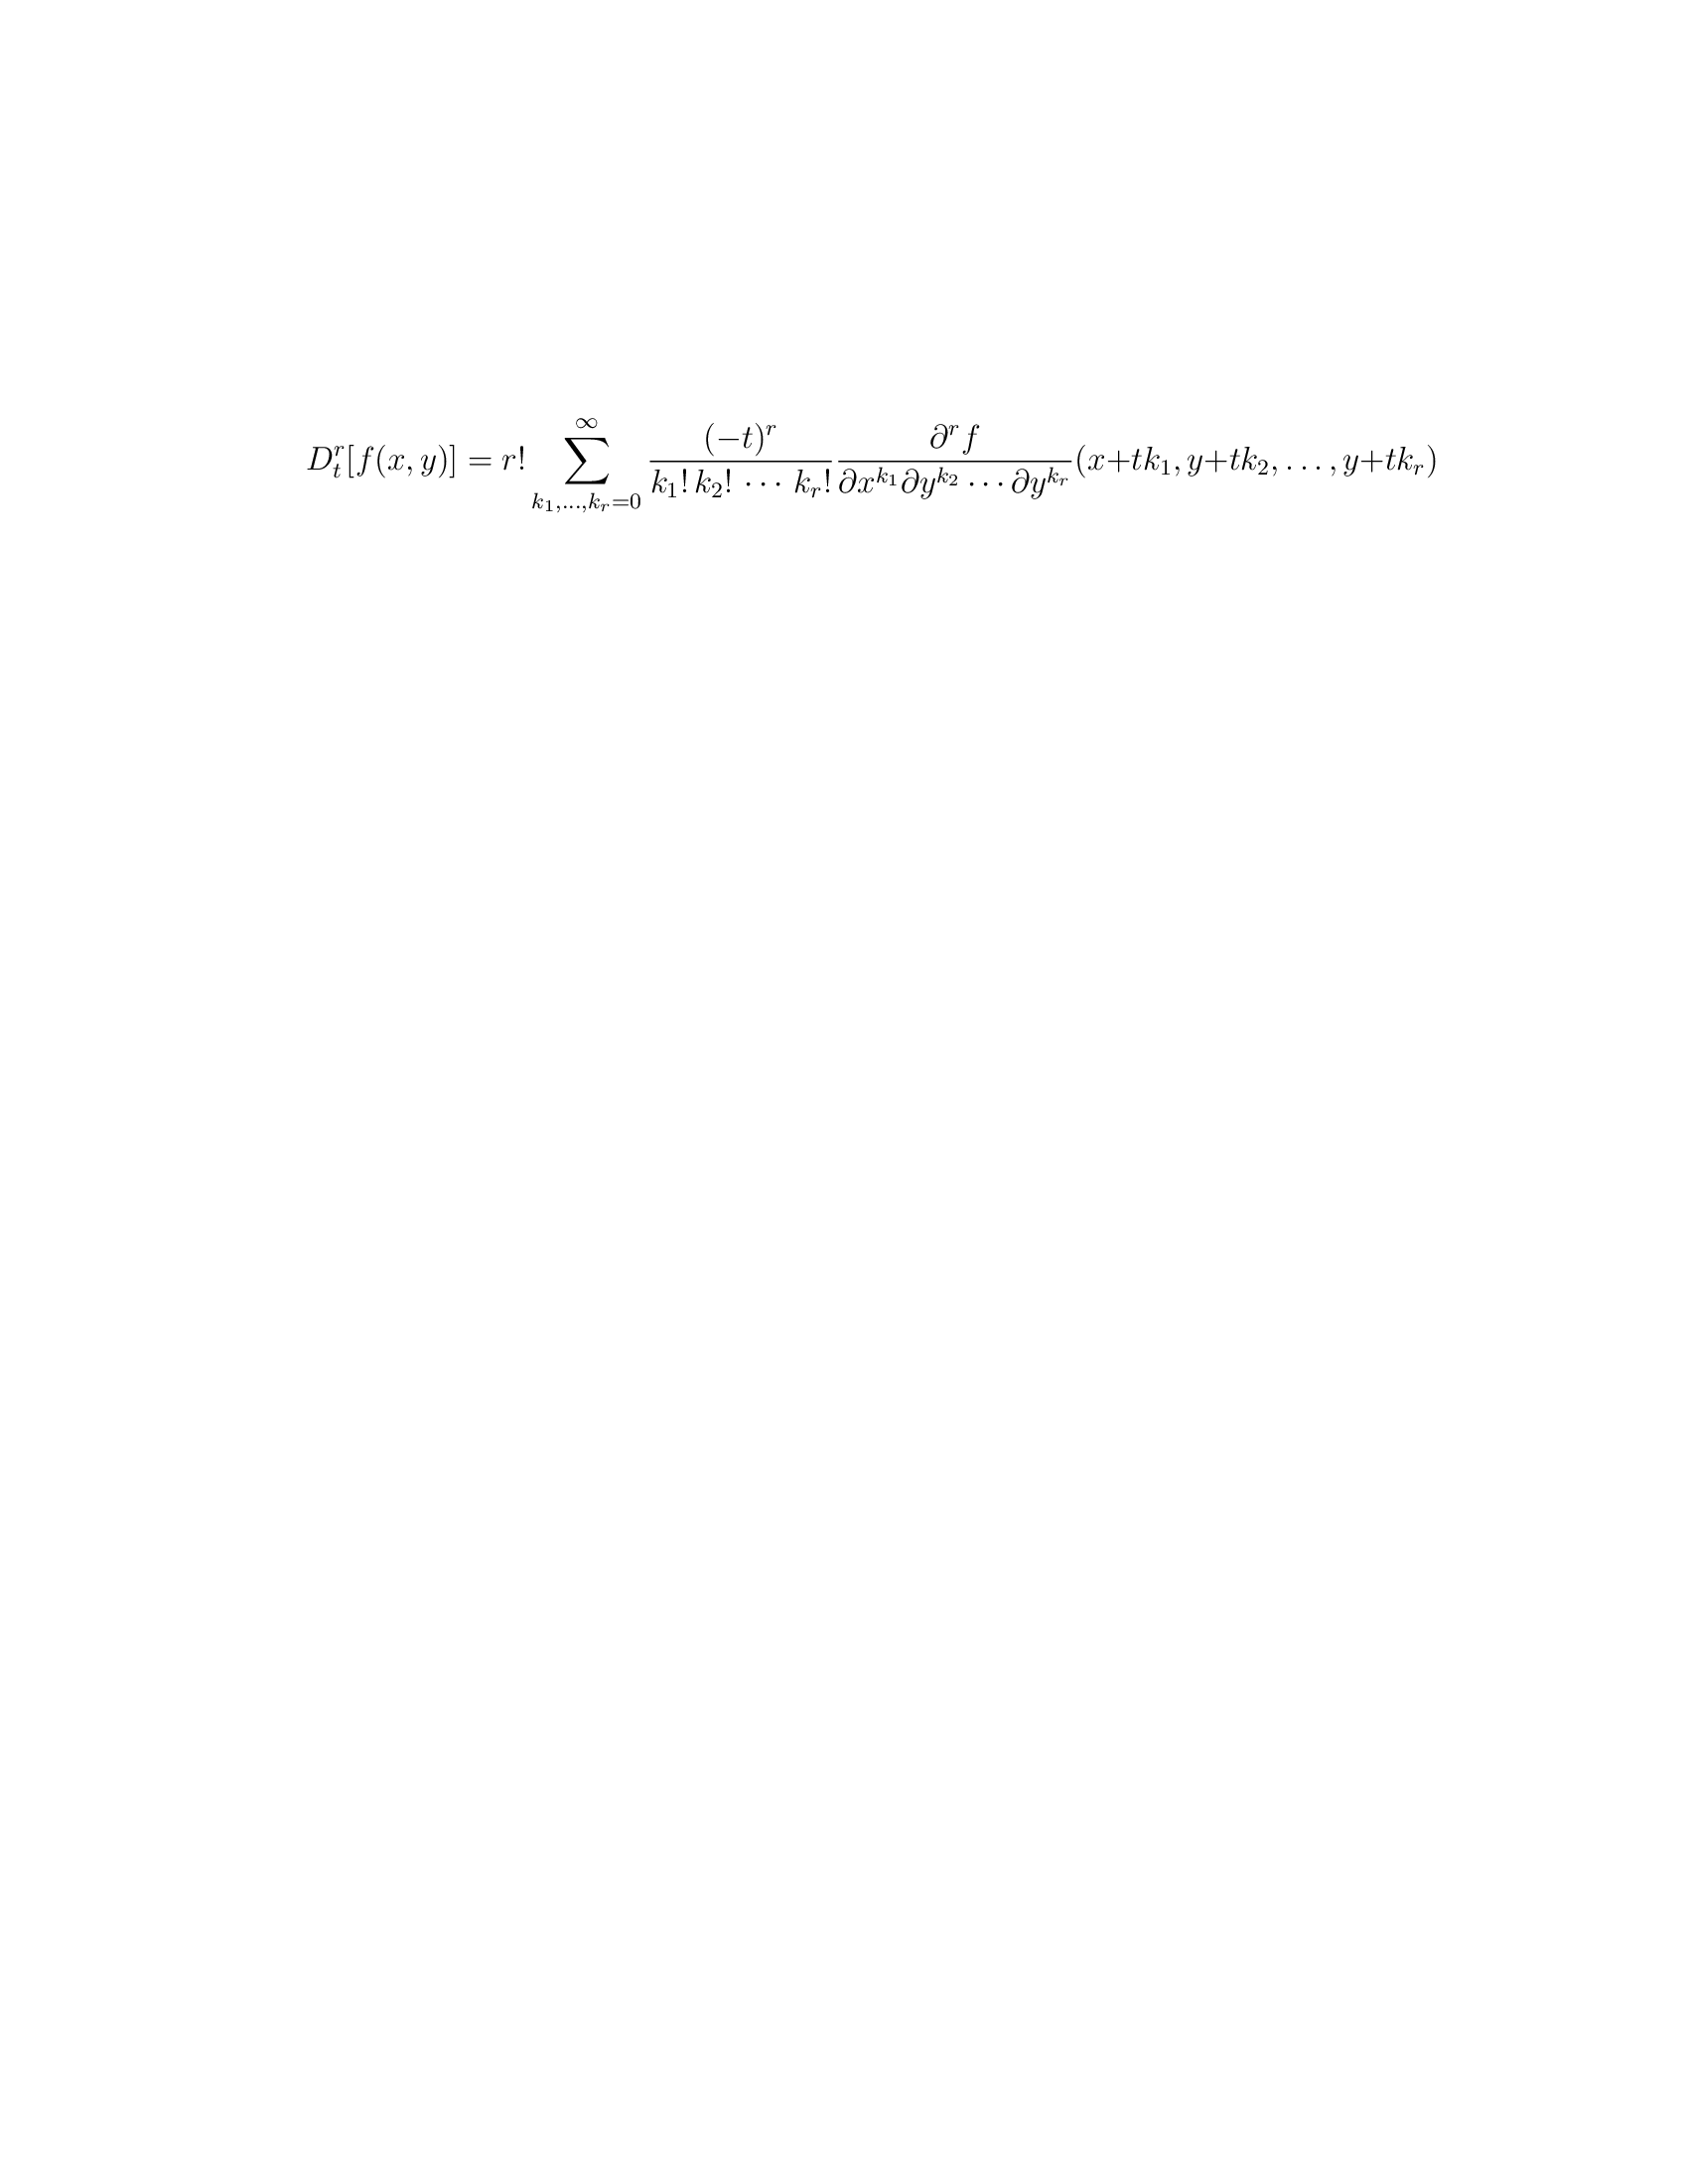 $D_t^r[f(x,y)] = r! \sum_{k_1,\ldots,k_r=0}^{\infty} \frac{(-t)^r}{k_1!\,k_2!\,\cdots\,k_r!} \frac{\partial^r f}{\partial x^{k_1} \partial y^{k_2} \cdots \partial y^{k_r}} (x+tk_1, y+tk_2, \ldots, y+tk_r)$